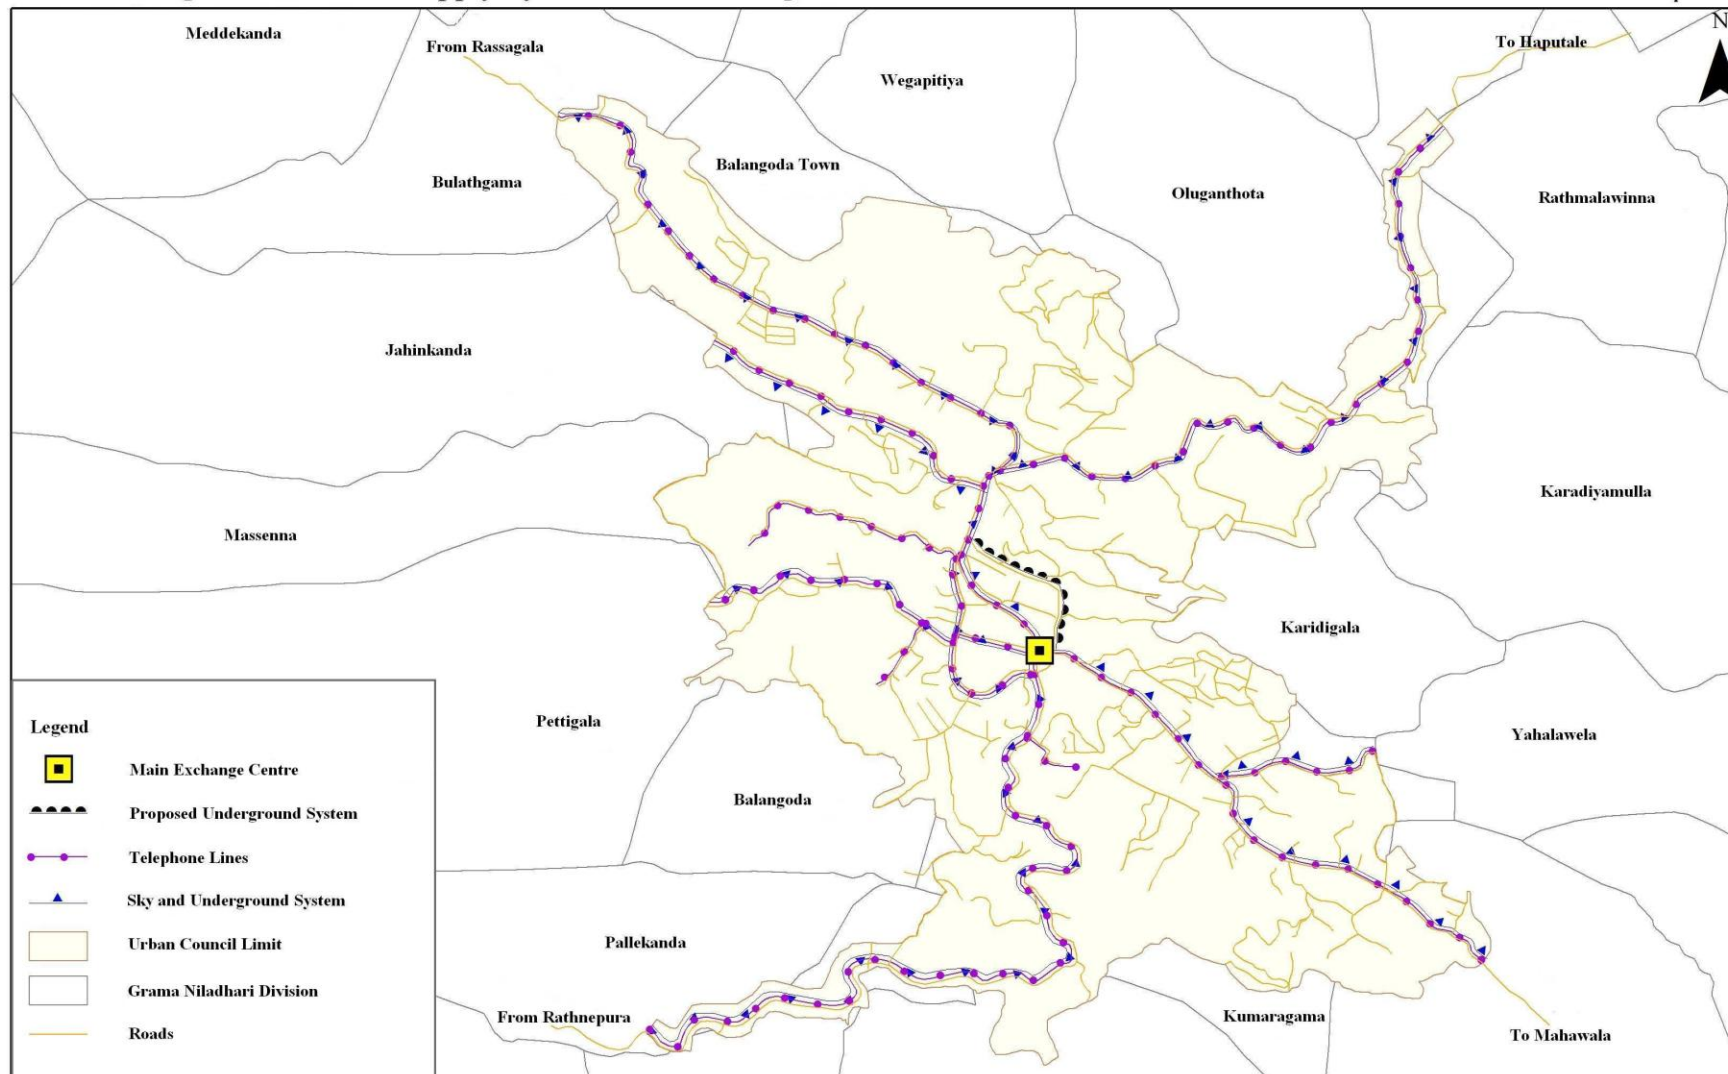 N
Meddekanda
From Rassagala
To Haputale
Wegapitiya
Balangoda Town
Bulathgama
Oluganthota
Rathmalawinna
Jahinkanda
Karadiyamulla
Massenna
Karidigala
Pettigala
Yahalawela
Balangoda
Pallekanda
From Rathnepura
Kumaragama
To Mahawala
Legend
Main Exchange Centre
Proposed Underground System
Telephone Lines
Sky and Underground System
Urban Council Limit
Grama Niladhari Division
Roads